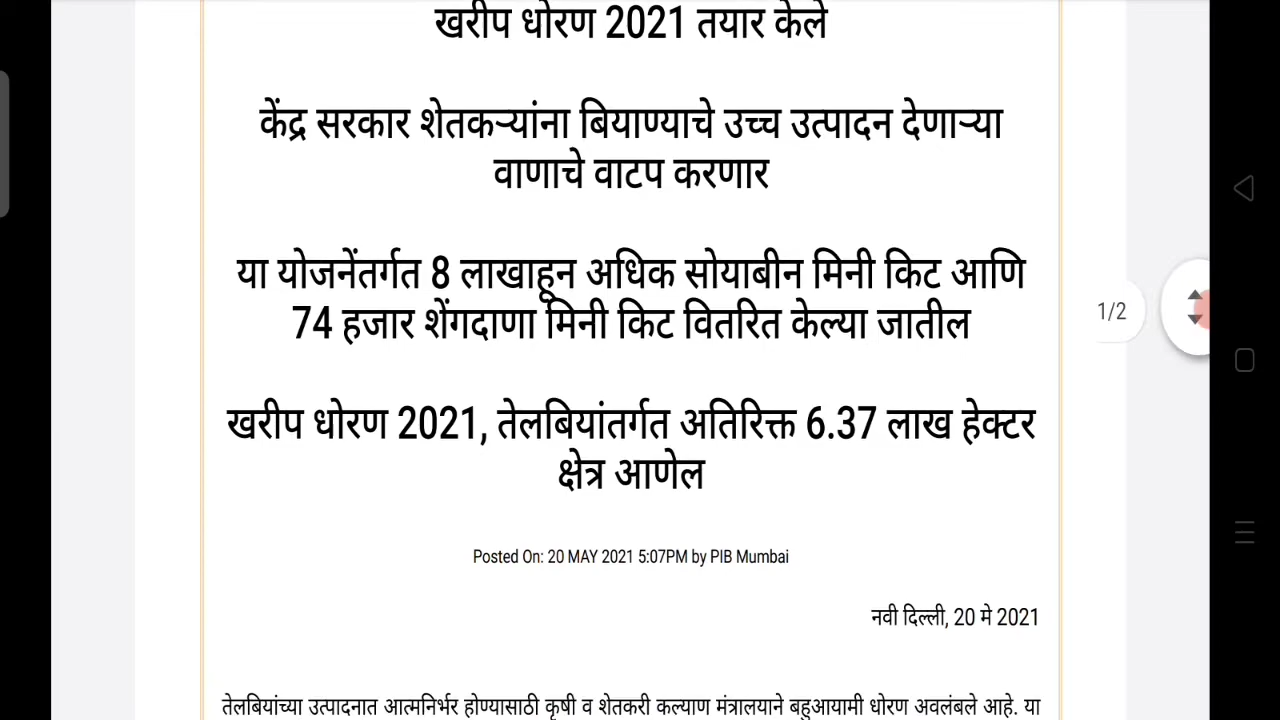 खरीप धोरण 2021 तयार केले
केंद्र सरकार शेतकऱ्यांना बियाण्याचे उच्च उत्पादन देणाऱ्या
वाणाचे वाटप करणार
या योजनेंतर्गत 8 लाखाहून अधिक सोयाबीन मिनी किट आणि
74 हजार शेंगदाणा मिनी किट वितरित केल्या जातील
1/2
खरीप धोरण 2021, तेलबियांतर्गत अतिरिक्त 6.37 लाख हेक्टर
क्षेत्र आणेल
Posted On: 20 MAY 2021 5:07PM by PIB Mumbai
नवी दिल्ली, 20 मे 2021
तेलबियांच्या उत्पादनात आत्मनिर्भर होण्यासाठी कृषी व शेतकरी कल्याण मंत्रालयाने बहुआयामी धोरण अवलंबले आहे. या